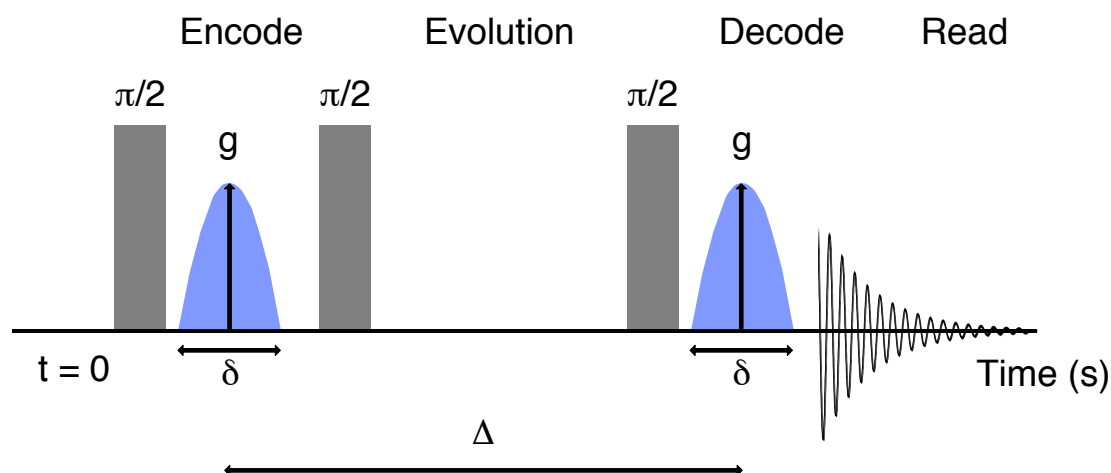 Encode Evolution Decode Read
π/2 π/2 π/2
g g
t = 0 δ δ Time (s)
Δ